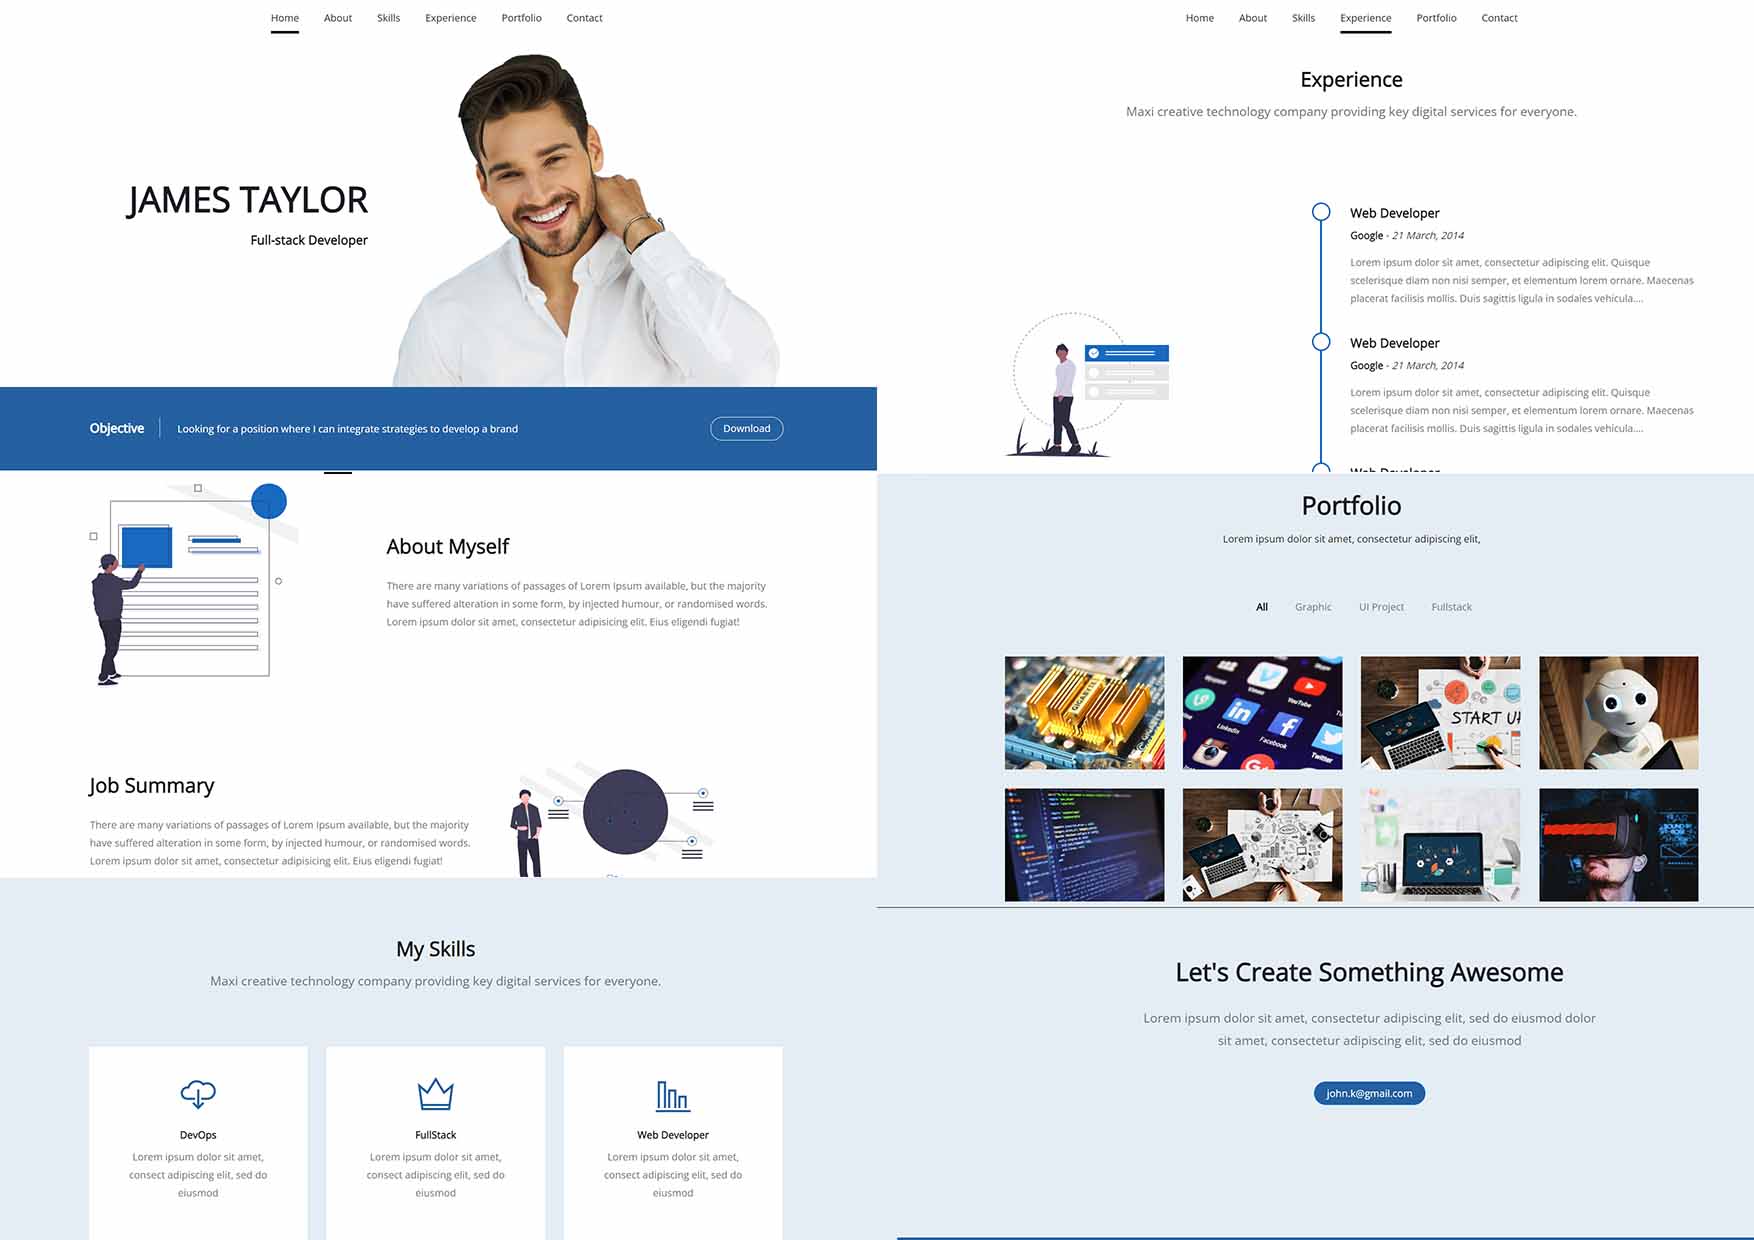 Home About Skills Experience Portfolio Contact
JAMES TAYLOR
Full-stack Developer
Objective
Looking for a position where I can integrate strategies to develop a brand
Download
About Myself
There are many variations of passages of Lorem Ipsum available, but the majority
have suffered alteration in some form, by injected humour, or randomised words.
Lorem ipsum dolor sit amet, consectetur adipisicing elit. Eius eligendi fugiat!
Job Summary
There are many variations of passages of Lorem Ipsum available, but the majority
have suffered alteration in some form, by injected humour, or randomised words.
Lorem ipsum dolor sit amet, consectetur adipisicing elit. Eius eligendi fugiat!
My Skills
Maxi creative technology company providing key digital services for everyone.
DevOps
Lorem ipsum dolor sit amet,
consect adipiscing elit, sed do
eiusmod
FullStack
Lorem ipsum dolor sit amet,
consect adipiscing elit, sed do
eiusmod
Web Developer
Lorem ipsum dolor sit amet,
consect adipiscing elit, sed do
eiusmod
Home About Skills Experience Portfolio Contact
Experience
Maxi creative technology company providing key digital services for everyone.
Web Developer
Google - 21 March, 2014
Lorem ipsum dolor sit amet, consectetur adipiscing elit. Quisque
scelerisque diam non nisi semper, et elementum lorem ornare. Maecenas
placerat facilisis mollis. Duis sagittis ligula in sodales vehicula....
Web Developer
Google - 21 March, 2014
Lorem ipsum dolor sit amet, consectetur adipiscing elit. Quisque
scelerisque diam non nisi semper, et elementum lorem ornare. Maecenas
placerat facilisis mollis. Duis sagittis ligula in sodales vehicula....
Web Developer
Portfolio
Lorem ipsum dolor sit amet, consectetur adipiscing elit,
All Graphic UI Project Fullstack
GIGABYTE
Vimeo
YouTube
LinkedIn
Facebook
Twitter
START
Let's Create Something Awesome
Lorem ipsum dolor sit amet, consectetur adipiscing elit, sed do eiusmod dolor
sit amet, consectetur adipiscing elit, sed do eiusmod
john.k@gmail.com